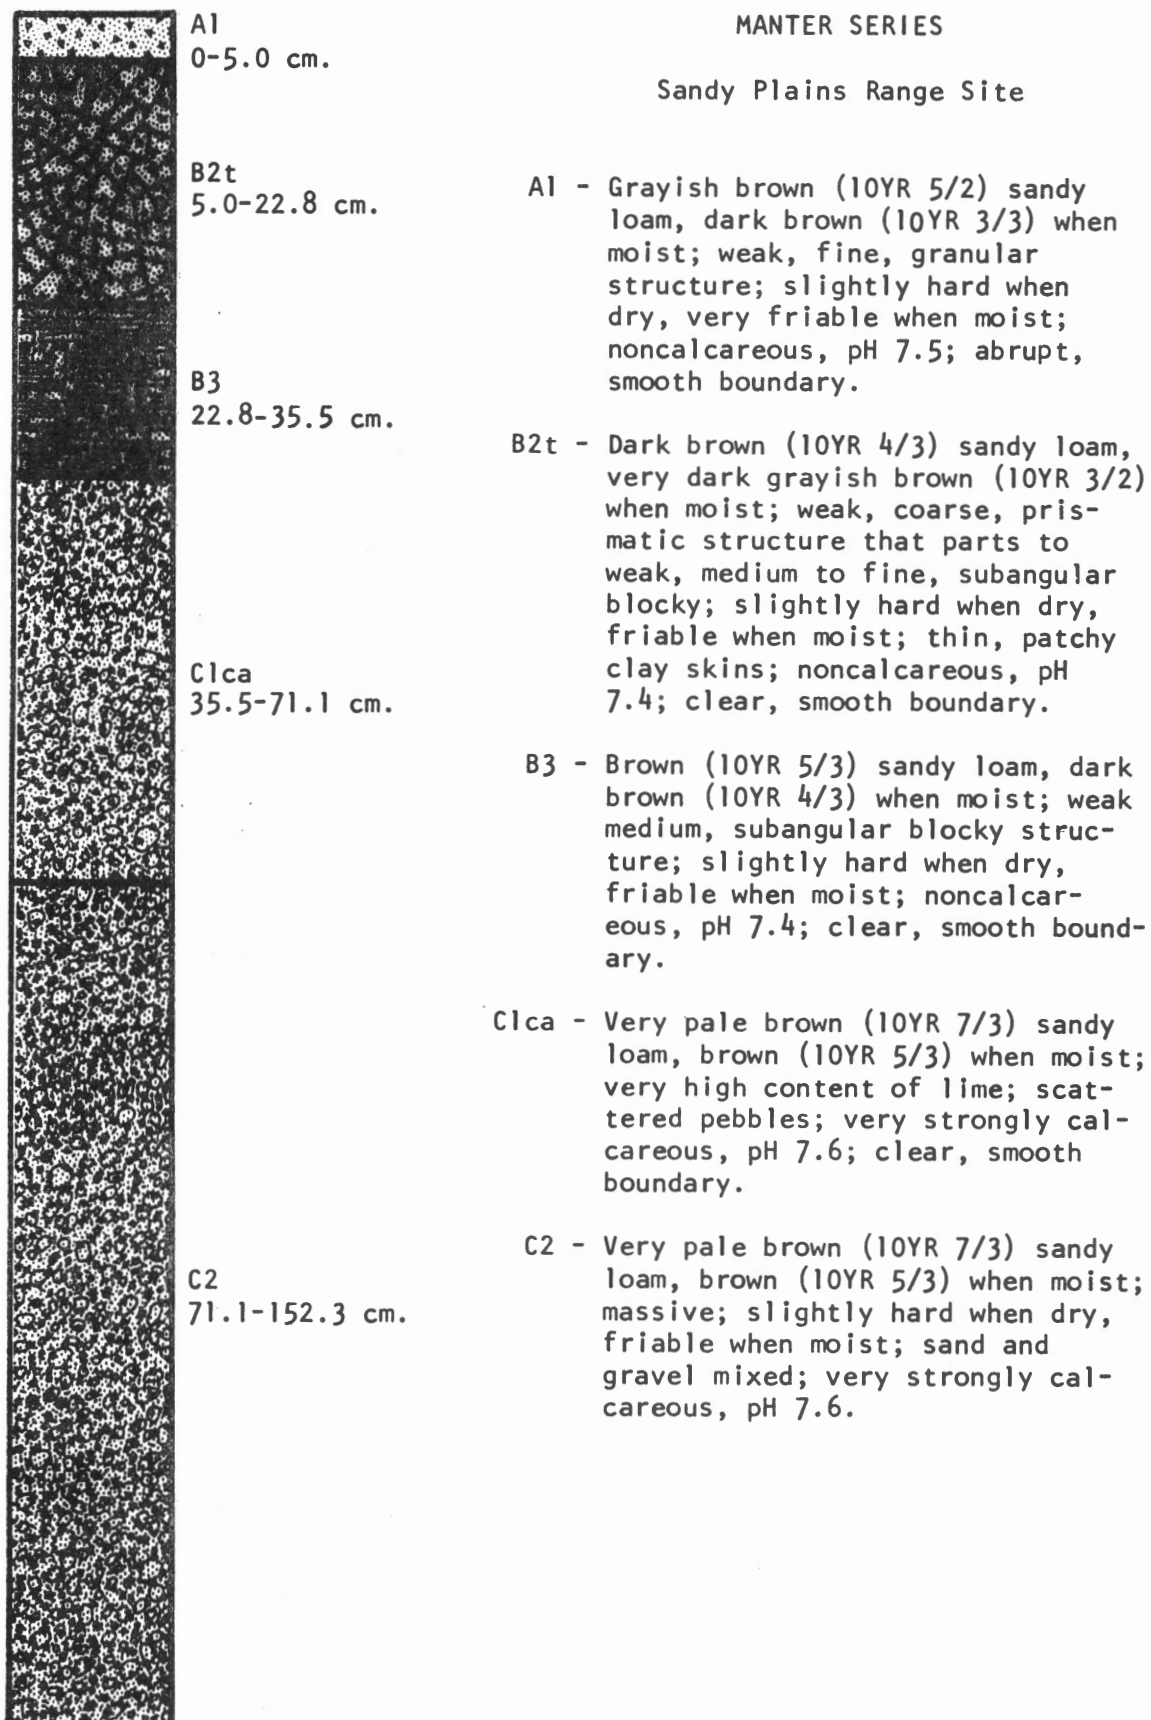 A1
0-5.0 cm.
B2t
5.0-22.8 cm.
B3
22.8-35.5 cm.
C1ca
35.5-71.1 cm.
C2
71.1-152.3 cm.
MANTER SERIES
Sandy Plains Range Site
A1 - Grayish brown (10YR 5/2) sandy
loam, dark brown (10YR 3/3) when
moist; weak, fine, granular
structure; slightly hard when
dry, very friable when moist;
noncalcareous, pH 7.5; abrupt,
smooth boundary.
B2t - Dark brown (10YR 4/3) sandy loam,
very dark grayish brown (10YR 3/2)
when moist; weak, coarse, pris-
matic structure that parts to
weak, medium to fine, subangular
blocky; slightly hard when dry,
friable when moist; thin, patchy
clay skins; noncalcareous, pH
7.4; clear, smooth boundary.
B3 - Brown (10YR 5/3) sandy loam, dark
brown (10YR 4/3) when moist; weak
medium, subangular blocky struc-
ture; slightly hard when dry,
friable when moist; noncalcar-
eous, pH 7.4; clear, smooth bound-
ary.
C1ca - Very pale brown (10YR 7/3) sandy
loam, brown (10YR 5/3) when moist;
very high content of lime; scat-
tered pebbles; very strongly cal-
careous, pH 7.6; clear, smooth
boundary.
C2 - Very pale brown (10YR 7/3) sandy
loam, brown (10YR 5/3) when moist;
massive; slightly hard when dry,
friable when moist; sand and
gravel mixed; very strongly cal-
careous, pH 7.6.